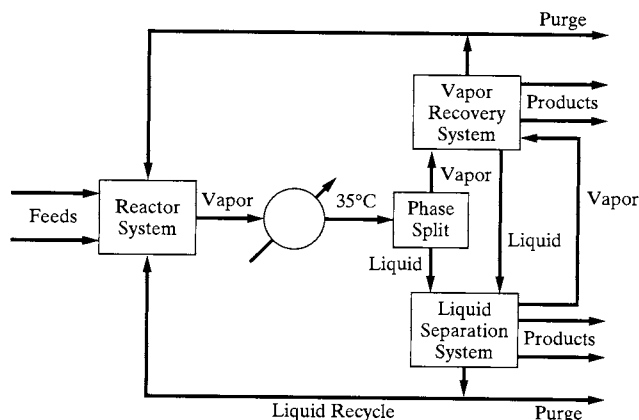 Purge
Vapor
Recovery
System
Products
Vapor
35°C
Vapor
Vapor
Feeds
Reactor
System
Phase
Split
Liquid
Liquid
Liquid
Separation
System
Products
Liquid Recycle
Purge